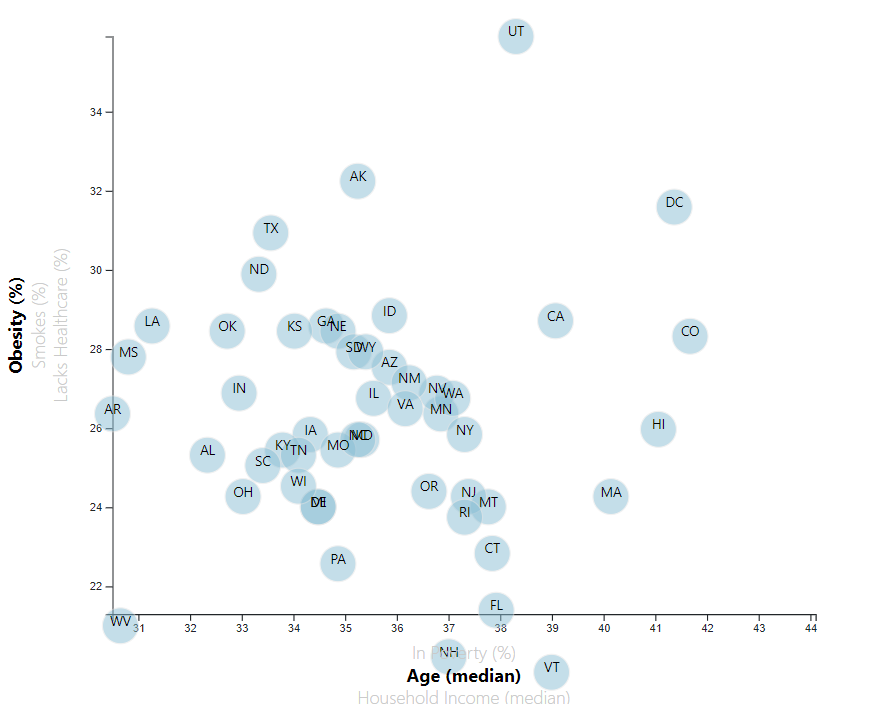 UT
34
AK
32
DC
TX
ND
30
ID
CA
LA
OK
KS
GA
NE
CO
MS
28
SD
WY
AZ
NM
IN
IL
NV
WA
AR
VA
MN
HI
26
IA
NY
MD
KY
TN
MO
AL
SC
WI
OH
OR
NJ
MA
24
MT
RI
PA
CT
22
FL
WV
31 32 33 34 35 36 37 38 39 40 41 42 43 44
NH
VT
Obesity (%)
Smokes (%)
Lacks Healthcare (%)
In Poverty (%)
Age (median)
Household Income (median)